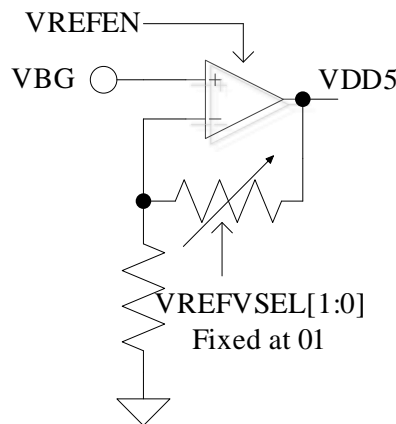 VREFEN
VBG
+
VDD5
VREFVSEL[1:0]
Fixed at 01